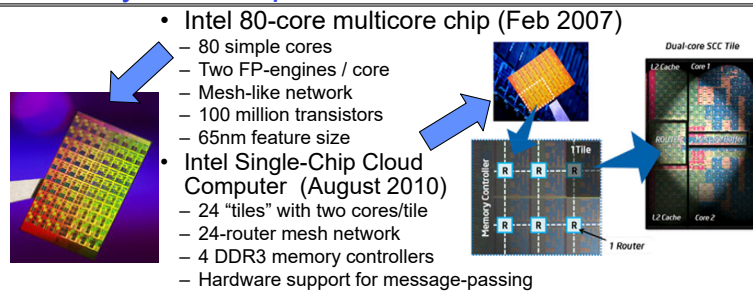 • Intel 80-core multicore chip (Feb 2007)
– 80 simple cores
– Two FP-engines / core
– Mesh-like network
– 100 million transistors
– 65nm feature size
• Intel Single-Chip Cloud
Computer (August 2010)
– 24 “tiles” with two cores/tile
– 24-router mesh network
– 4 DDR3 memory controllers
– Hardware support for message-passing
Memory Controller
1Tile
R
R
R
R
R
R
1 Router
Dual-core SCC Tile
L2 Cache
Core 1
ROUTER
L2 Cache
Core 2